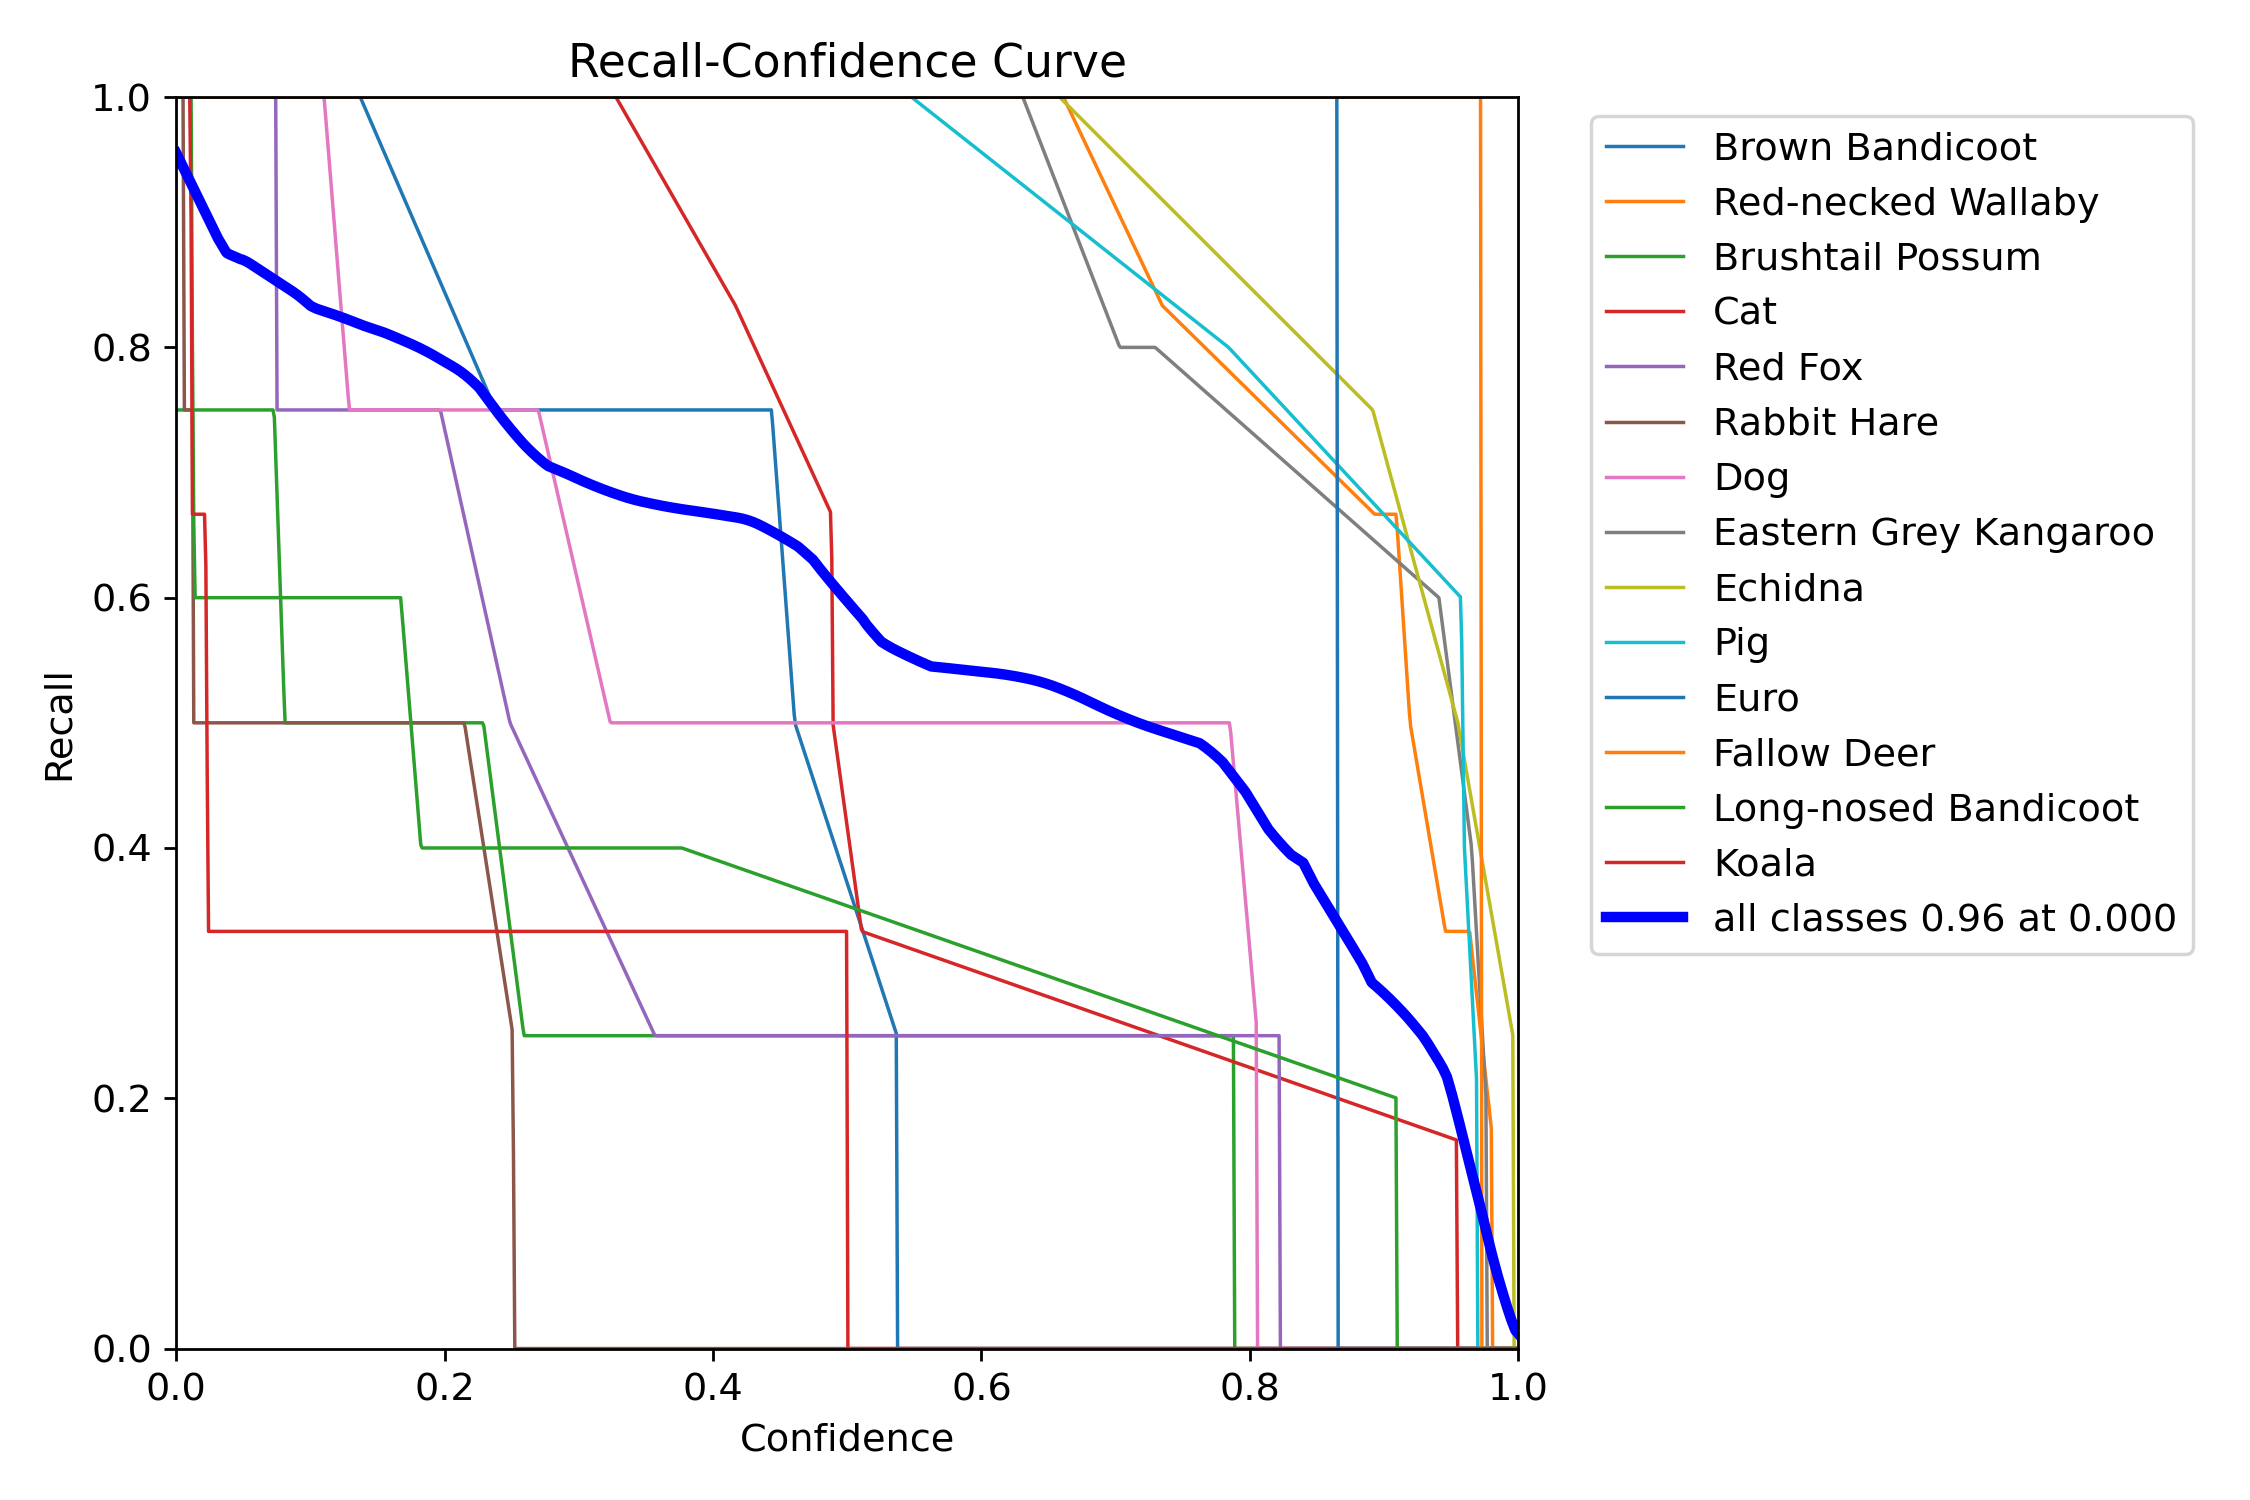 Recall-Confidence Curve
1.0
0.8
0.6
0.4
0.2
0.0
Recall
0.0 0.2 0.4 0.6 0.8 1.0
Confidence
Brown Bandicoot
Red-necked Wallaby
Brushtail Possum
Cat
Red Fox
Rabbit Hare
Dog
Eastern Grey Kangaroo
Echidna
Pig
Euro
Fallow Deer
Long-nosed Bandicoot
Koala
all classes 0.96 at 0.000